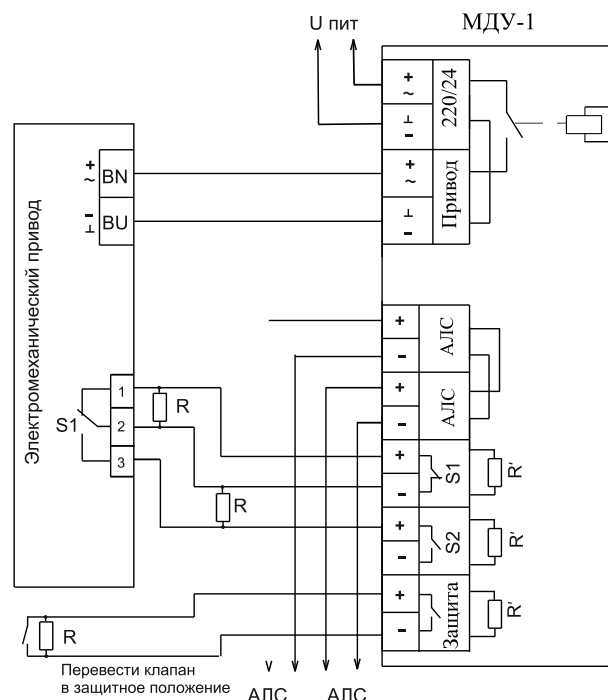 U пит
МДУ-1
+
~
⊥
-
220/24
+
~
⊥
-
Привод
+
~
BN
-
⊥
BU
Электромеханический привод
+
-
АЛС
+
-
АЛС
1
2
3
S1
R
R
+
-
S1
R'
+
-
S2
R'
+
-
Защита
R'
R
Перевести клапан
в защитное положение
АЛС
АЛС